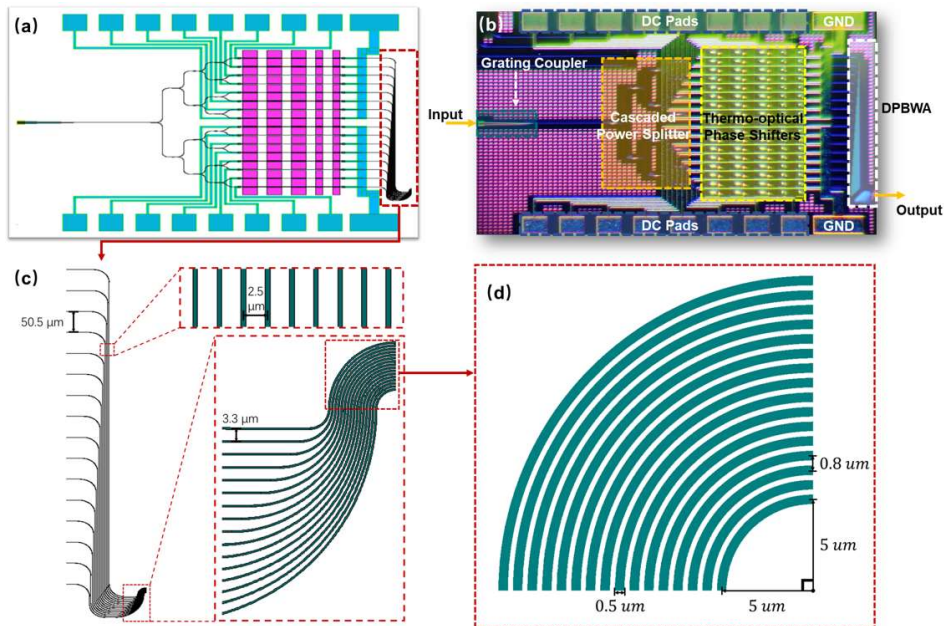 (a)
(b)
DC Pads
GND
Grating Coupler
Input
Cascaded
Power Splitter
Thermo-optical
Phase Shifters
DPBWA
Output
DC Pads
GND
(c)
50.5 μm
2.5
μm
3.3 μm
(d)
0.8 um
5 um
0.5 um
5 um